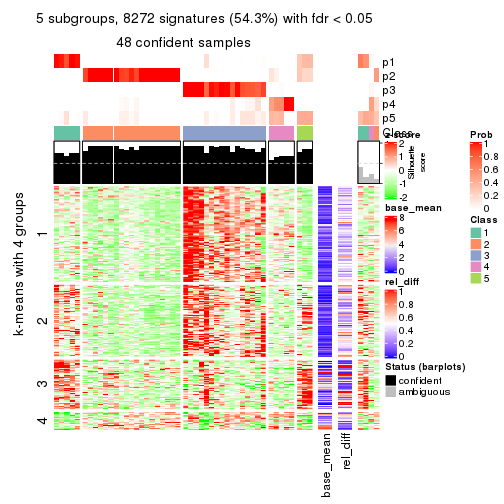 5 subgroups, 8272 signatures (54.3%) with fdr < 0.05
48 confident samples
p1
p2
p3
p4
p5
Class
Silhouette
score
k-means with 4 groups
1
2
3
4
base_mean
rel_diff
z-score
2
1
0
-1
-2
base_mean
8
6
4
2
0
rel_diff
1
0.8
0.6
0.4
0.2
0
Status (barplots)
confident
ambiguous
Prob
1
0.8
0.6
0.4
0.2
0
Class
1
2
3
4
5